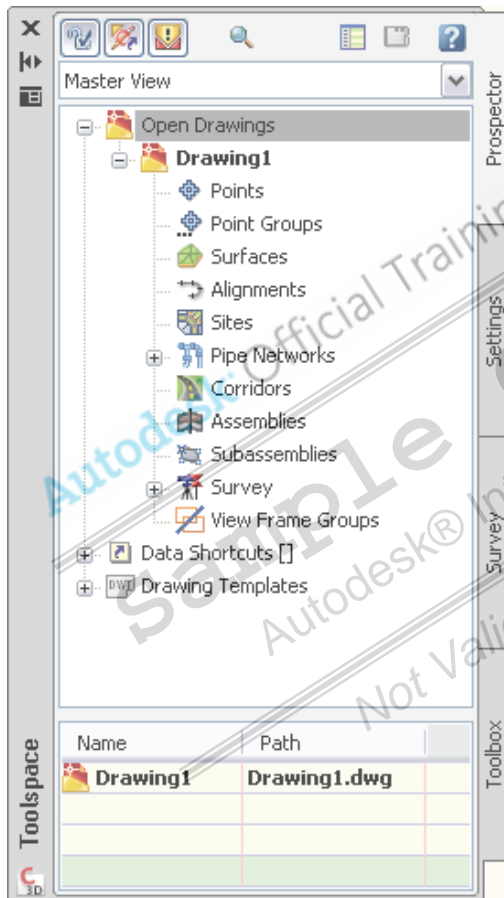 Master View
Open Drawings
Drawing1
Points
Point Groups
Surfaces
Alignments
Sites
Pipe Networks
Corridors
Assemblies
Subassemblies
Survey
View Frame Groups
Data Shortcuts []
DWT Drawing Templates
Name Path
Drawing1 Drawing1.dwg
Toolspace
C
3D
Prospector
Settings
Survey
Toolbox
Autodesk Official Training
Sample
Autodesk®
Not